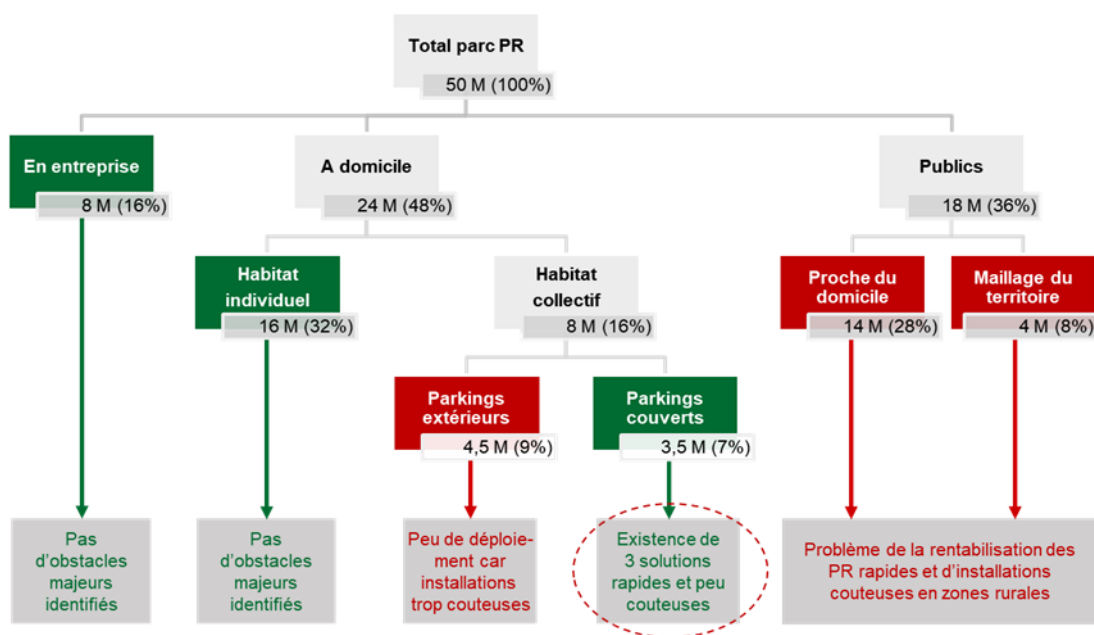 Total parc PR
50 M (100%)
En entreprise
8 M (16%)
A domicile
24 M (48%)
Publics
18 M (36%)
Habitat
individuel
16 M (32%)
Habitat
collectif
8 M (16%)
Proche du
domicile
14 M (28%)
Maillage du
territoire
4 M (8%)
Parkings
extérieurs
4,5 M (9%)
Parkings
couverts
3,5 M (7%)
Pas
d'obstacles
majeurs
identifiés
Pas
d'obstacles
majeurs
identifiés
Peu de déploie-
ment car
installations
trop couteuses
Existence de
3 solutions
rapides et peu
couteuses
Problème de la rentabilisation des
PR rapides et d'installations
couteuses en zones rurales